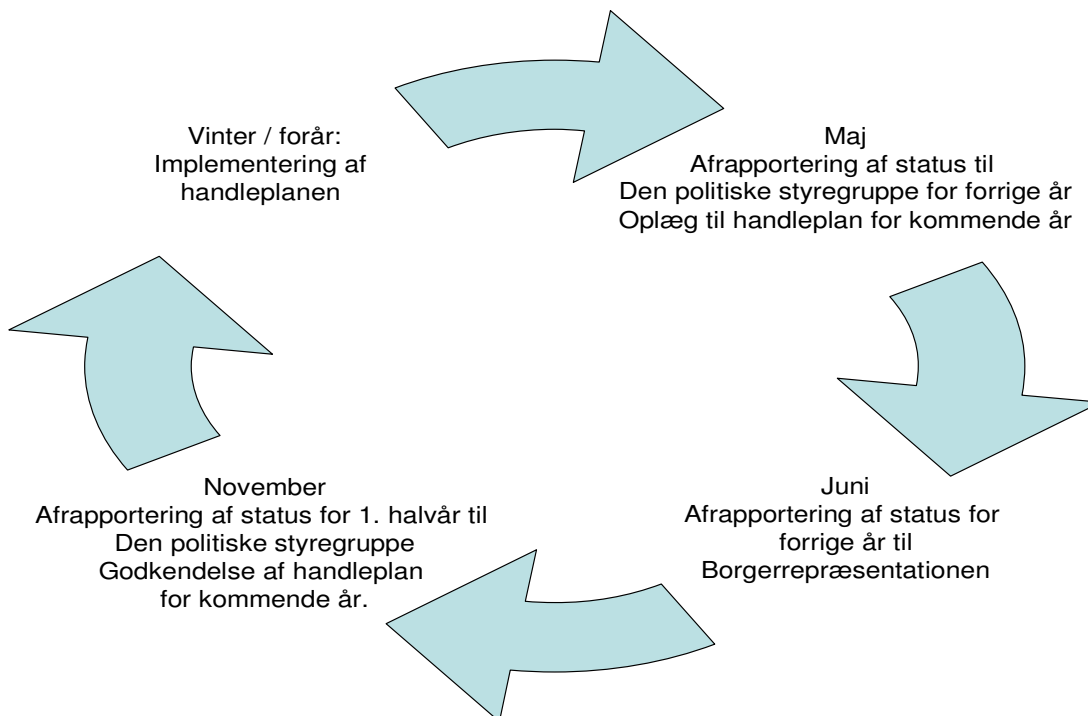 Vinter / forår:
Implementering af
handleplanen
Maj
Afrapportering af status til
Den politiske styregruppe for forrige år
Oplæg til handleplan for kommende år
Juni
Afrapportering af status for
forrige år til
Borgerrepræsentationen
November
Afrapportering af status for 1. halvår til
Den politiske styregruppe
Godkendelse af handleplan
for kommende år.